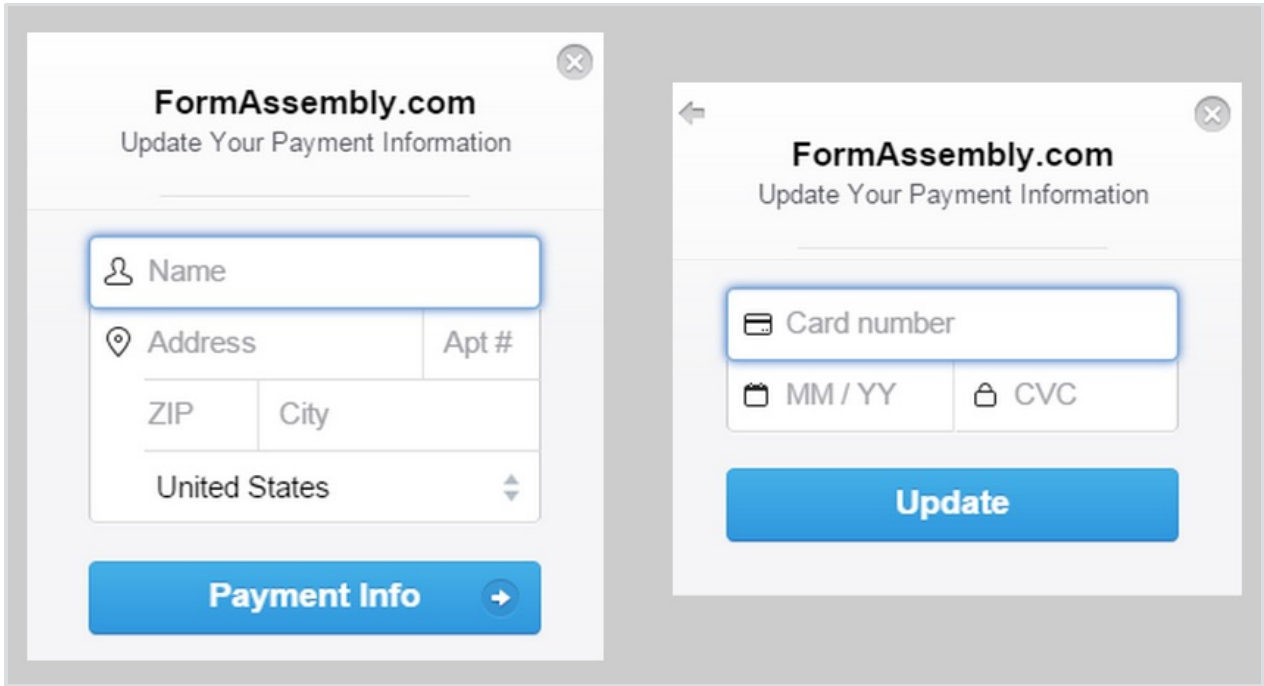 FormAssembly.com
Update Your Payment Information
Name
Address Apt #
ZIP City
United States
Payment Info
FormAssembly.com
Update Your Payment Information
Card number
MM / YY CVC
Update